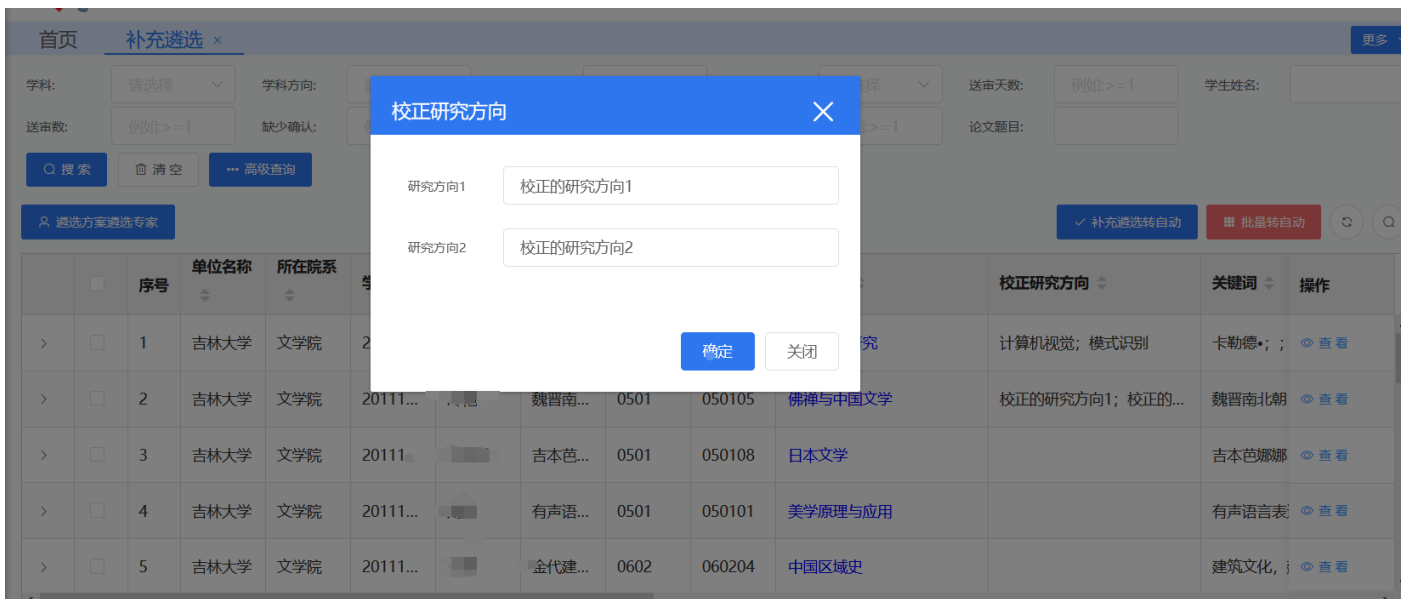 首页 补充遴选 × 更多
学科: 请选择 学科方向: 择 送审天数: 例如:>=1 学生姓名:
送审数: 例如:>=1 缺少确认: :>=1 论文题目:
搜索 清空 ··· 高级查询
遴选方案遴选专家 补充遴选转自动 批量转自动
校正研究方向
研究方向1 校正的研究方向1
研究方向2 校正的研究方向2
确定 关闭
序号 单位名称 所在院系 校正研究方向 关键词 操作
1 吉林大学 文学院 2 究 计算机视觉；模式识别 卡勒德•；； 查看
2 吉林大学 文学院 20111... 魏晋南... 0501 050105 佛禅与中国文学 校正的研究方向1；校正的... 魏晋南北朝 查看
3 吉林大学 文学院 20111 吉本芭... 0501 050108 日本文学 吉本芭娜娜 查看
4 吉林大学 文学院 20111... 有声语... 0501 050101 美学原理与应用 有声语言表 查看
5 吉林大学 文学院 20111... 金代建... 0602 060204 中国区域史 建筑文化, 查看